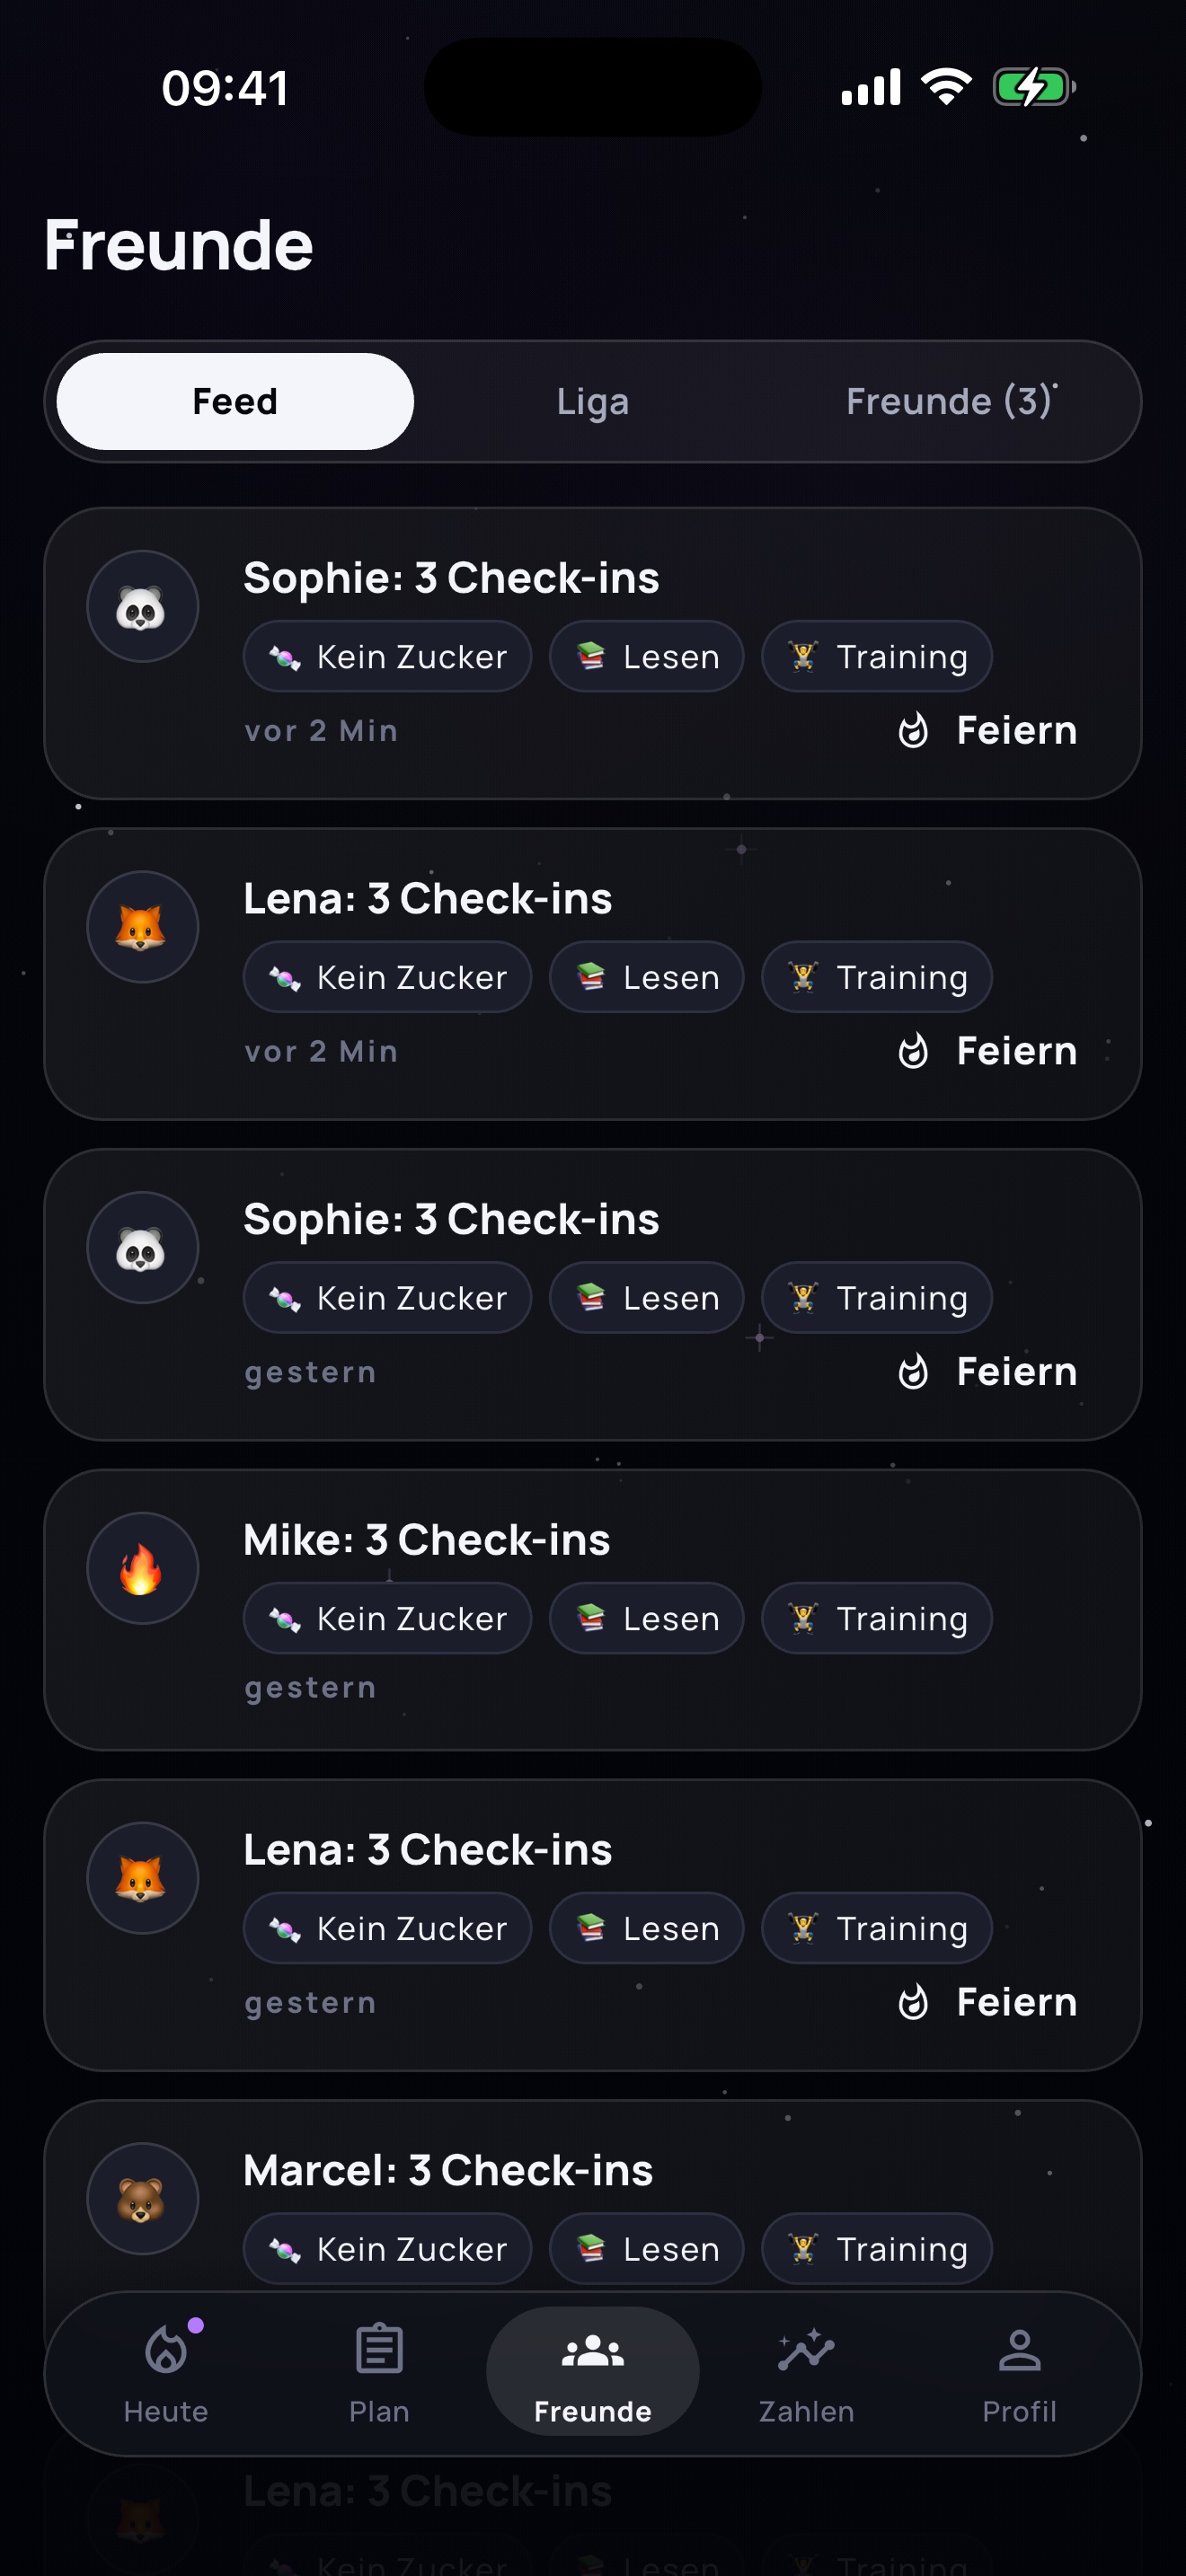 09:41
Freunde
Feed Liga Freunde (3)
Sophie: 3 Check-ins
Kein Zucker Lesen Training
vor 2 Min Feiern
Lena: 3 Check-ins
Kein Zucker Lesen Training
vor 2 Min Feiern
Sophie: 3 Check-ins
Kein Zucker Lesen Training
gestern Feiern
Mike: 3 Check-ins
Kein Zucker Lesen Training
gestern
Lena: 3 Check-ins
Kein Zucker Lesen Training
gestern Feiern
Marcel: 3 Check-ins
Kein Zucker Lesen Training
Heute Plan Freunde Zahlen Profil
Lena: 3 Check-ins
Kein Zucker Lesen Training